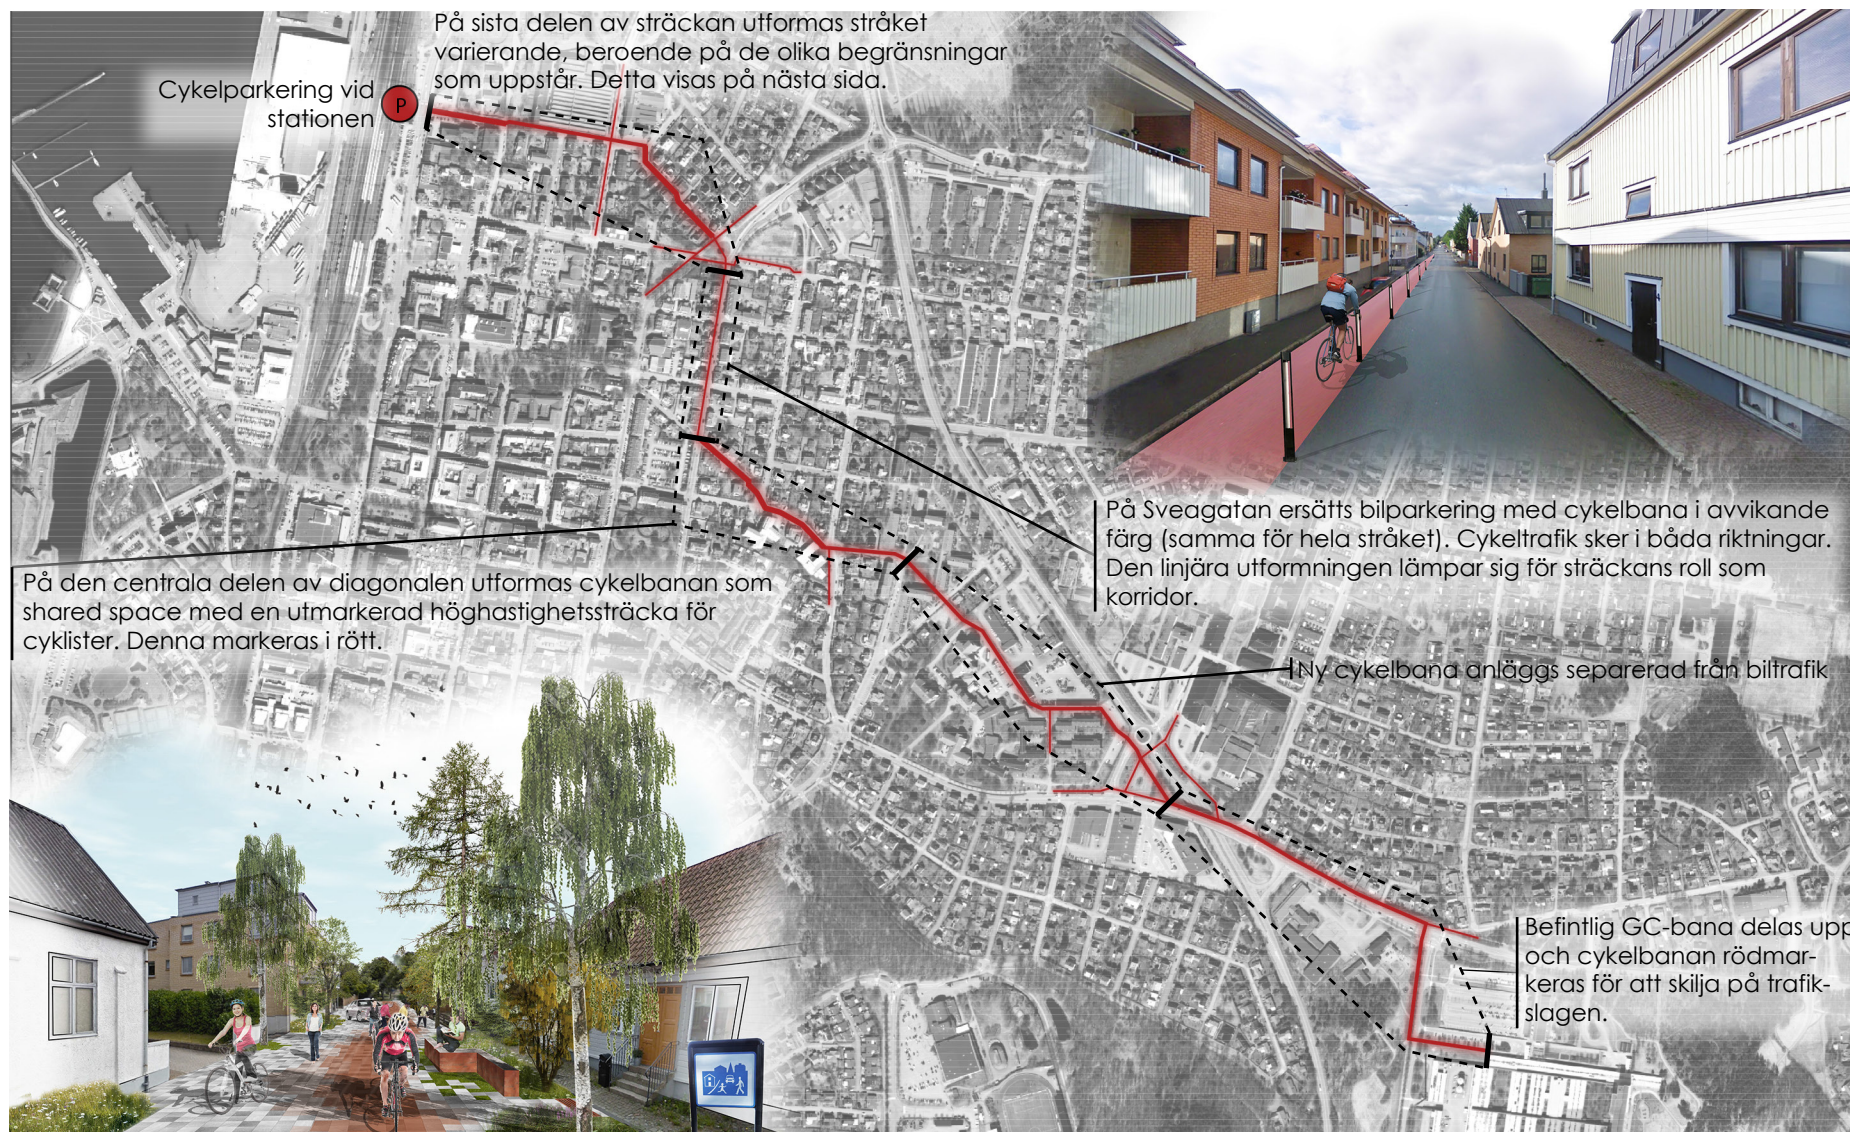 På sista delen av sträckan utformas stråket
varierande, beroende på de olika begränsningar
som uppstår. Detta visas på nästa sida.
Cykelparkering vid
stationen
P
På Sveagatan ersätts bilparkering med cykelbana i avvikande
färg (samma för hela stråket). Cykeltrafik sker i båda riktningar.
Den linjära utformningen lämpar sig för sträckans roll som
korridor.
På den centrala delen av diagonalen utformas cykelbanan som
shared space med en utmarkerad höghastighetssträcka för
cyklister. Denna markeras i rött.
Ny cykelbana anläggs separerad från biltrafik
Befintlig GC-bana delas upp
och cykelbanan rödmar-
keras för att skilja på trafik-
slagen.